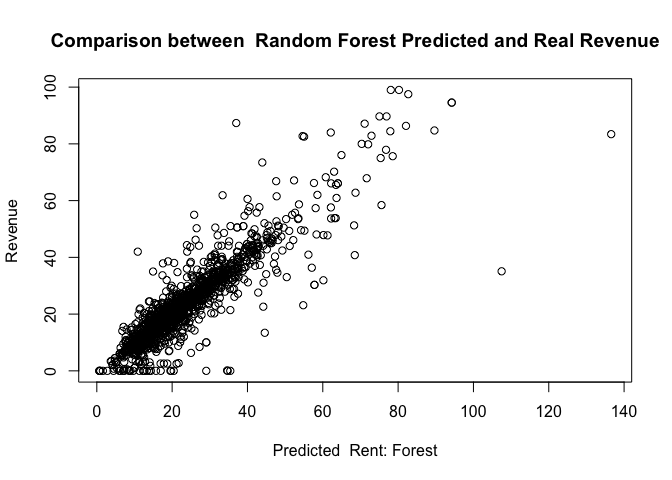 Comparison between  Random Forest Predicted and Real Revenue
Revenue
0
20
40
60
80
100
0 20 40 60 80 100 120 140
Predicted  Rent: Forest